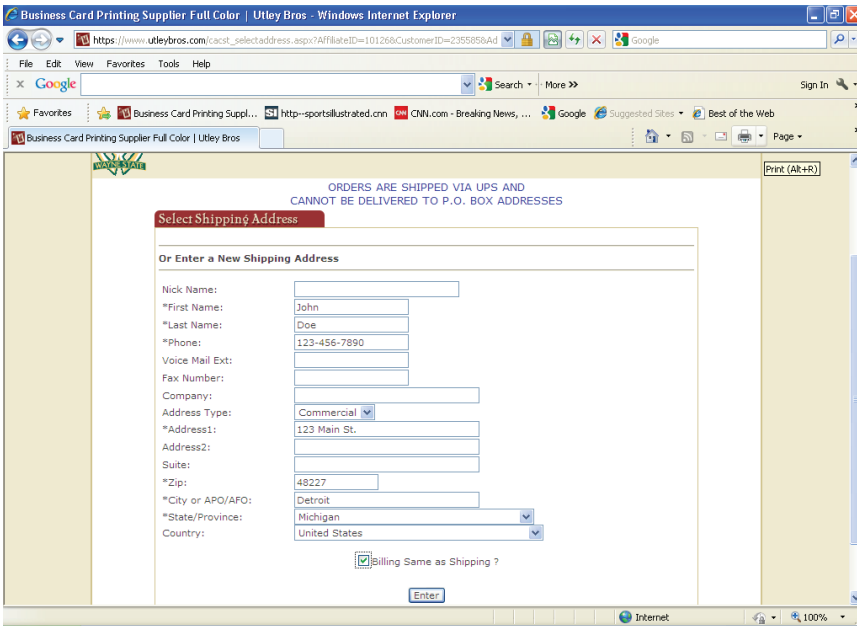 Business Card Printing Supplier Full Color | Utley Bros - Windows Internet Explorer
https://www.utleybros.com/cacst_selectaddress.aspx?AffiliateID=10126&CustomerID=235585&Ad
Google
File Edit View Favorites Tools Help
x Google Search More >> Sign In
Favorites Business Card Printing Suppl... SI http--sportsillustrated.cnn CNN CNN.com - Breaking News, ... Google Suggested Sites Best of the Web
Business Card Printing Supplier Full Color | Utley Bros Page
WAYNE STATE
Print (Alt+R)
ORDERS ARE SHIPPED VIA UPS AND
CANNOT BE DELIVERED TO P.O. BOX ADDRESSES
Select Shipping Address
Or Enter a New Shipping Address
Nick Name:
*First Name: John
*Last Name: Doe
*Phone: 123-456-7890
Voice Mail Ext:
Fax Number:
Company:
Address Type: Commercial
*Address1: 123 Main St.
Address2:
Suite:
*Zip: 48227
*City or APO/AFO: Detroit
*State/Province: Michigan
Country: United States
Billing Same as Shipping ?
Enter
Internet 100%